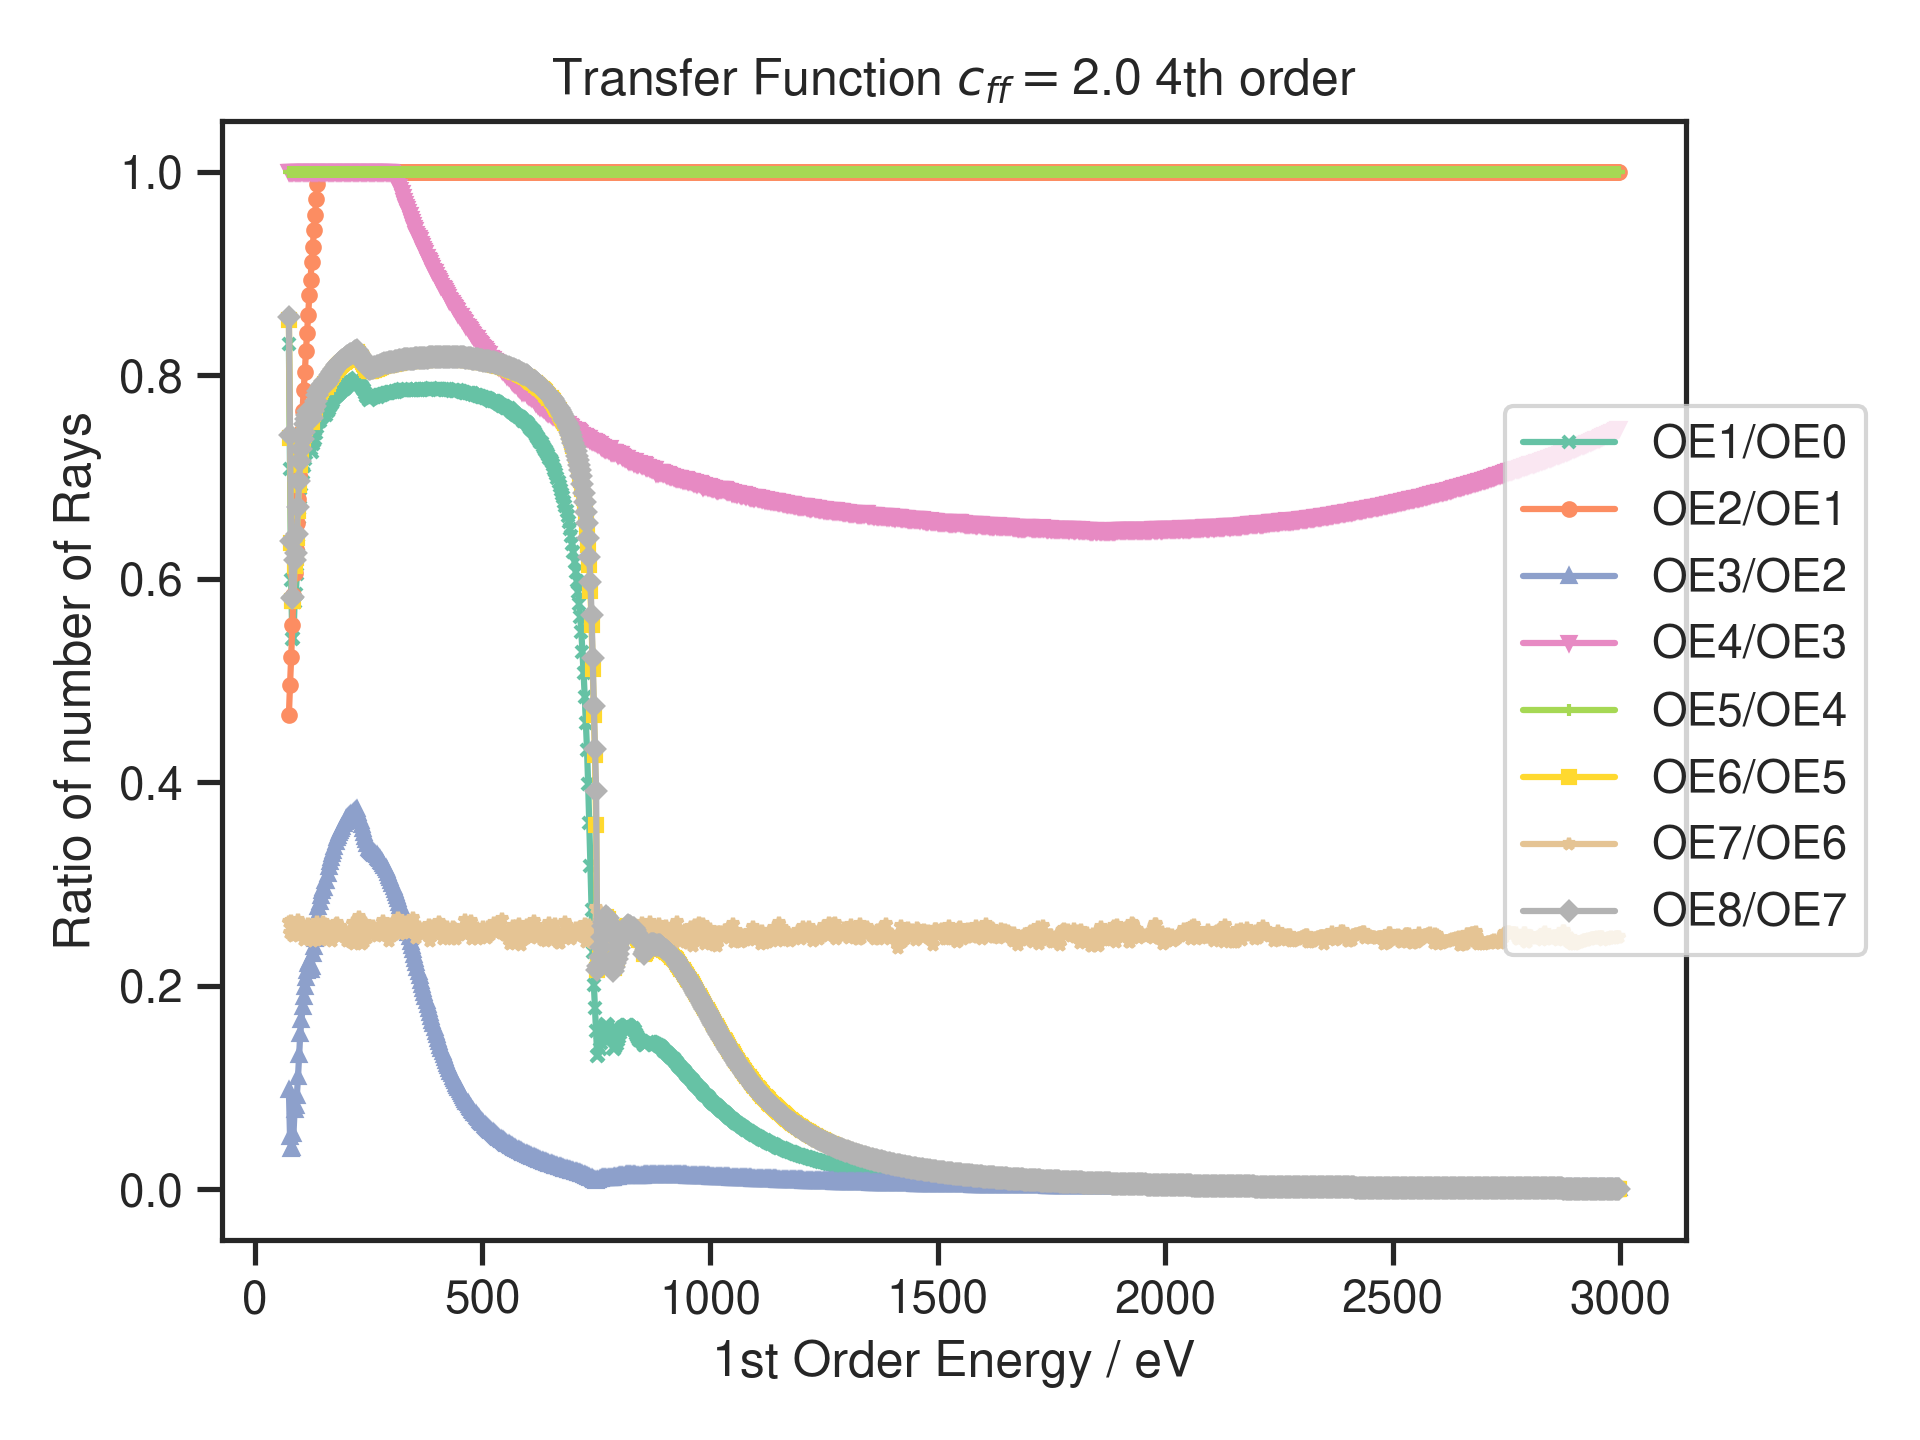 Transfer Function c_ff = 2.0 4th order
Ratio of number of Rays
1.0
0.8
0.6
0.4
0.2
0.0
0 500 1000 1500 2000 2500 3000
1st Order Energy / eV
OE1/OE0
OE2/OE1
OE3/OE2
OE4/OE3
OE5/OE4
OE6/OE5
OE7/OE6
OE8/OE7